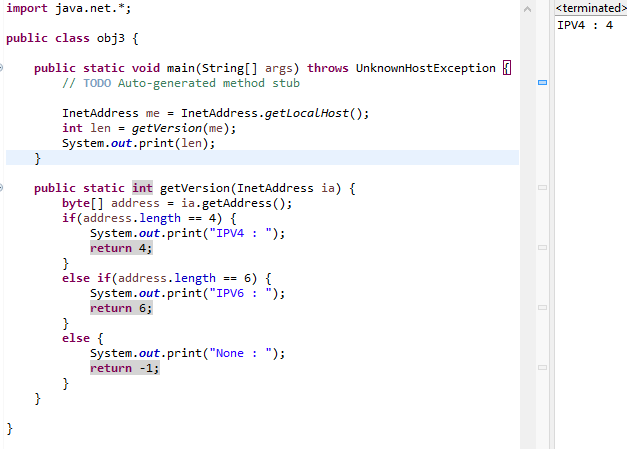 import java.net.*;
public class obj3 {
public static void main(String[] args) throws UnknownHostException {
// TODO Auto-generated method stub
InetAddress me = InetAddress.getLocalHost();
int len = getVersion(me);
System.out.print(len);
}
public static int getVersion(InetAddress ia) {
byte[] address = ia.getAddress();
if(address.length == 4) {
System.out.print("IPV4 : ");
return 4;
}
else if(address.length == 6) {
System.out.print("IPV6 : ");
return 6;
}
else {
System.out.print("None : ");
return -1;
}
}
}
<terminated>
IPV4 : 4